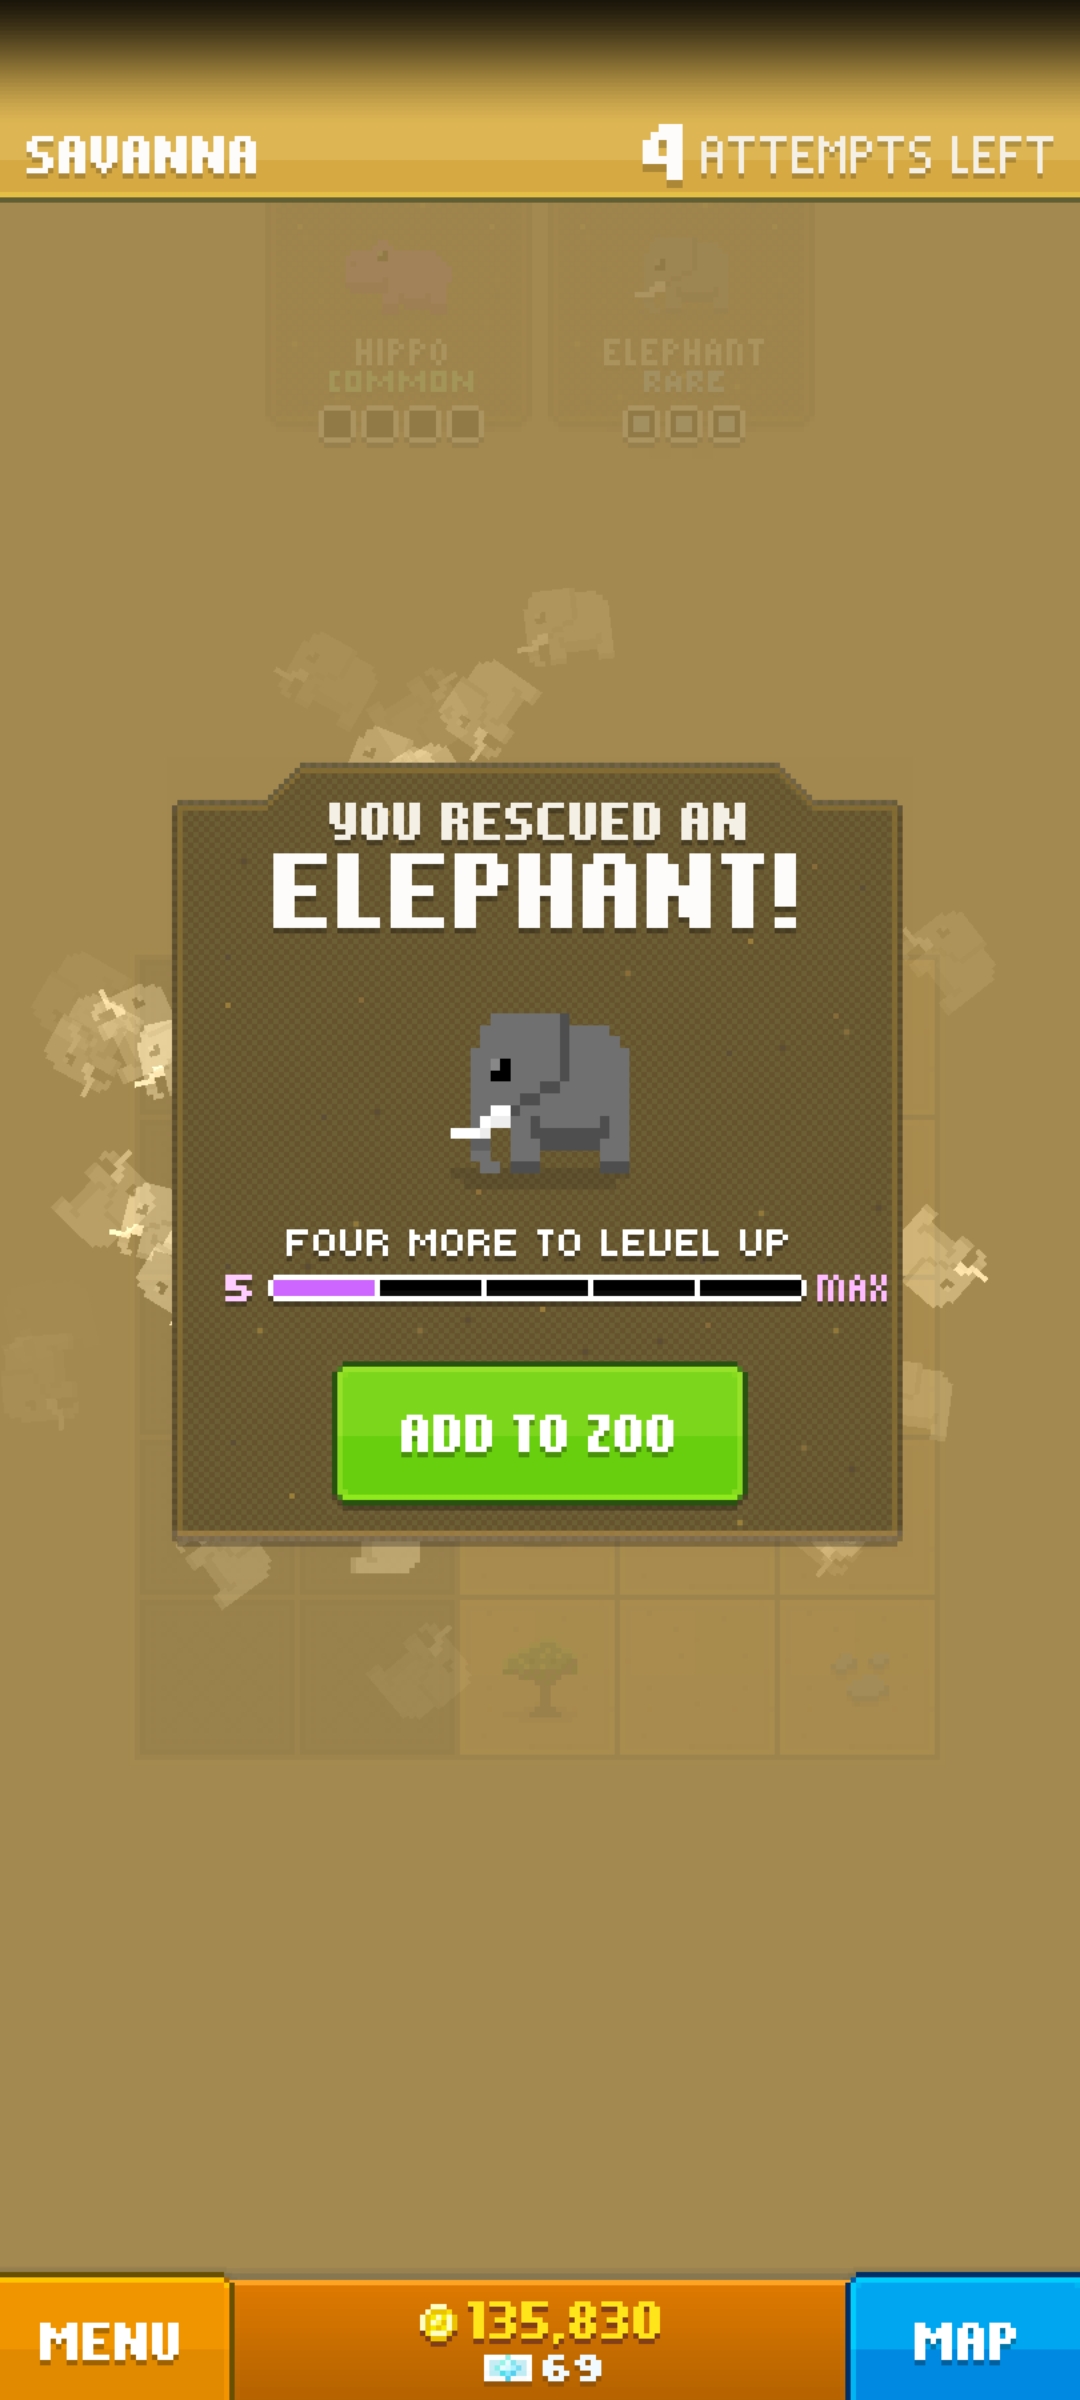 SAVANNA
4 ATTEMPTS LEFT
HIPPO
COMMON
ELEPHANT
RARE
YOU RESCUED AN
ELEPHANT!
FOUR MORE TO LEVEL UP
5 MAX
ADD TO ZOO
MENU
135,830
69
MAP